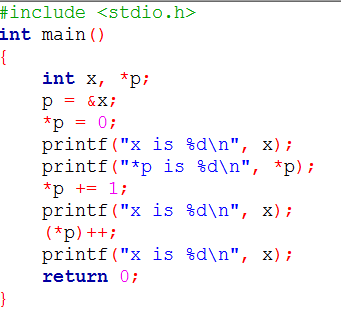 #include <stdio.h>
int main()
{
    int x, *p;
    p = &x;
    *p = 0;
    printf("x is %d\n", x);
    printf("*p is %d\n", *p);
    *p += 1;
    printf("x is %d\n", x);
    (*p)++;
    printf("x is %d\n", x);
    return 0;
}